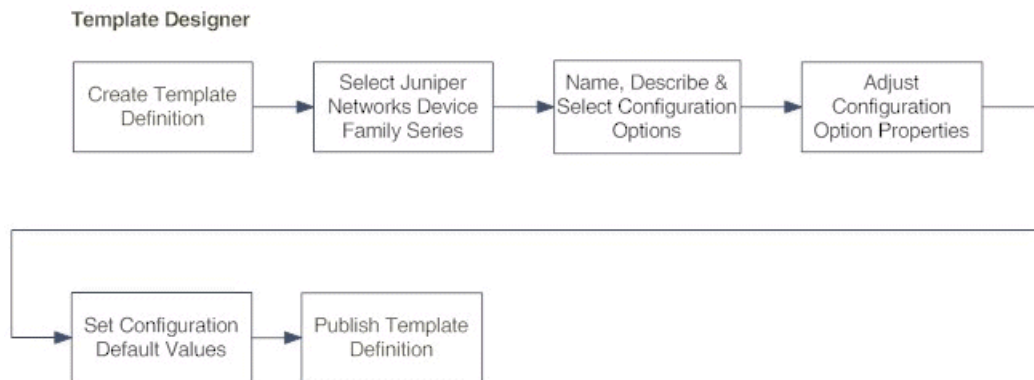 Template Designer
Create Template
Definition
Select Juniper
Networks Device
Family Series
Name, Describe &
Select Configuration
Options
Adjust
Configuration
Option Properties
Set Configuration
Default Values
Publish Template
Definition